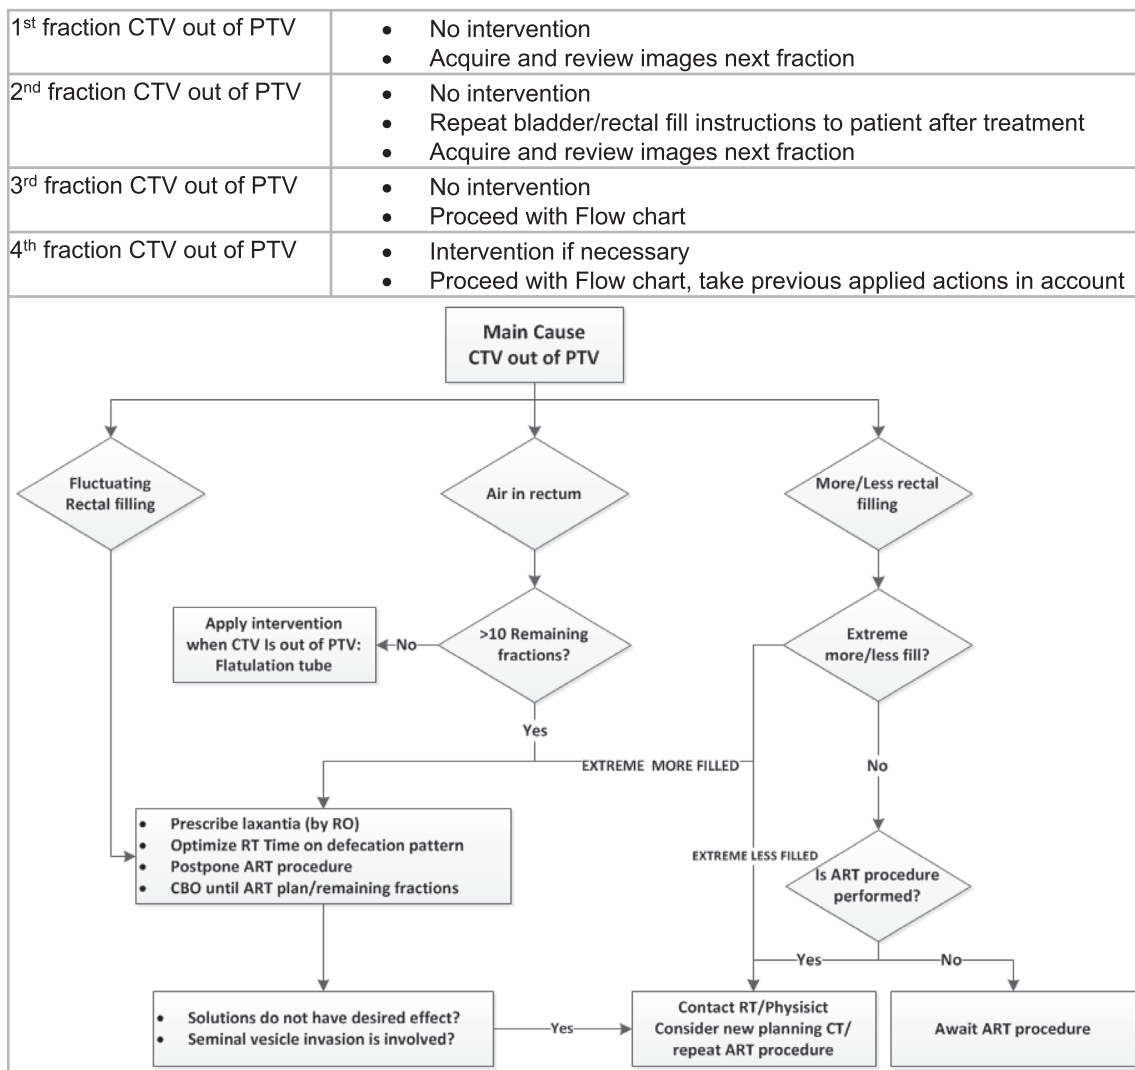 1st fraction CTV out of PTV
• No intervention
• Acquire and review images next fraction
2nd fraction CTV out of PTV
• No intervention
• Repeat bladder/rectal fill instructions to patient after treatment
• Acquire and review images next fraction
3rd fraction CTV out of PTV
• No intervention
• Proceed with Flow chart
4th fraction CTV out of PTV
• Intervention if necessary
• Proceed with Flow chart, take previous applied actions in account
Main Cause
CTV out of PTV
Fluctuating
Rectal filling
Air in rectum
More/Less rectal
filling
Apply intervention
when CTV Is out of PTV:
Flatulation tube
No
>10 Remaining
fractions?
Extreme
more/less fill?
Yes
EXTREME MORE FILLED
No
• Prescribe laxantia (by RO)
• Optimize RT Time on defecation pattern
• Postpone ART procedure
• CBO until ART plan/remaining fractions
EXTREME LESS FILLED
Is ART procedure
performed?
Yes
No
• Solutions do not have desired effect?
• Seminal vesicle invasion is involved?
Yes
Contact RT/Physisict
Consider new planning CT/
repeat ART procedure
Await ART procedure